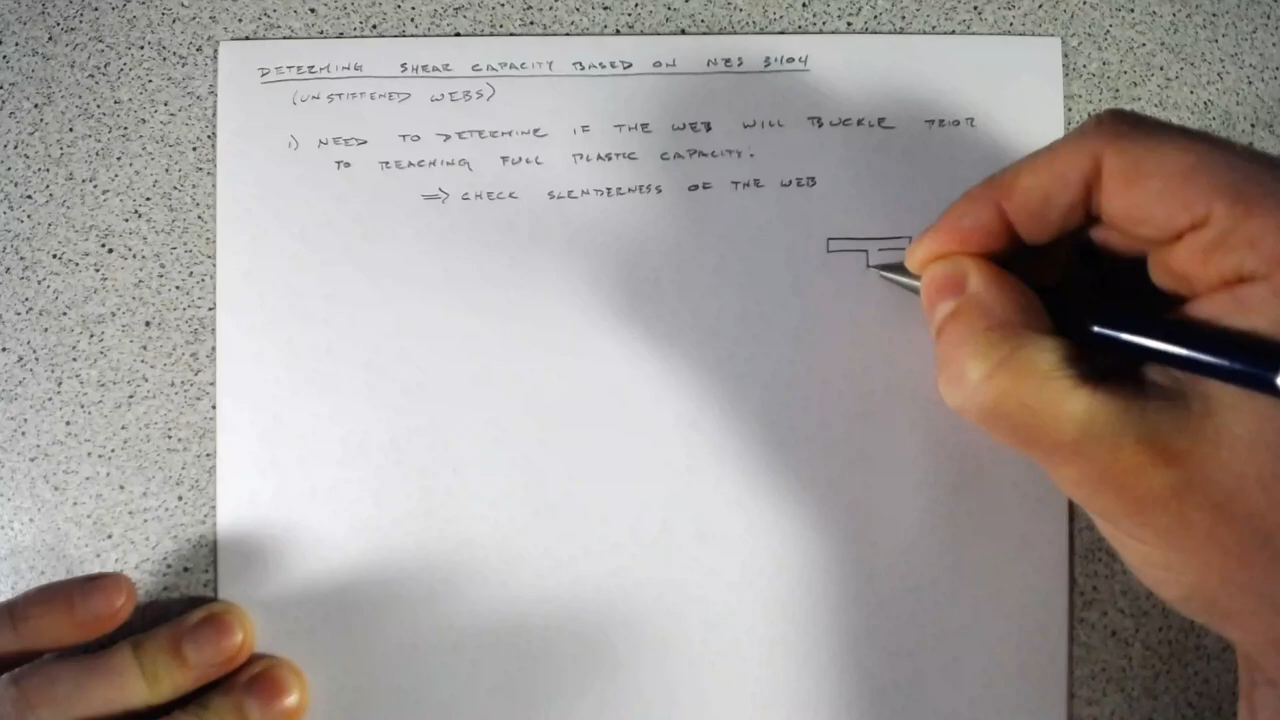 DETERMING SHEAR CAPACITY BASED ON NZS 3404
(UNSTIFFENED WEBS)
1) NEED TO DETERMINE IF THE WEB WILL BUCKLE PRIOR
TO REACHING FULL PLASTIC CAPACITY.
=> CHECK SLENDERNESS OF THE WEB